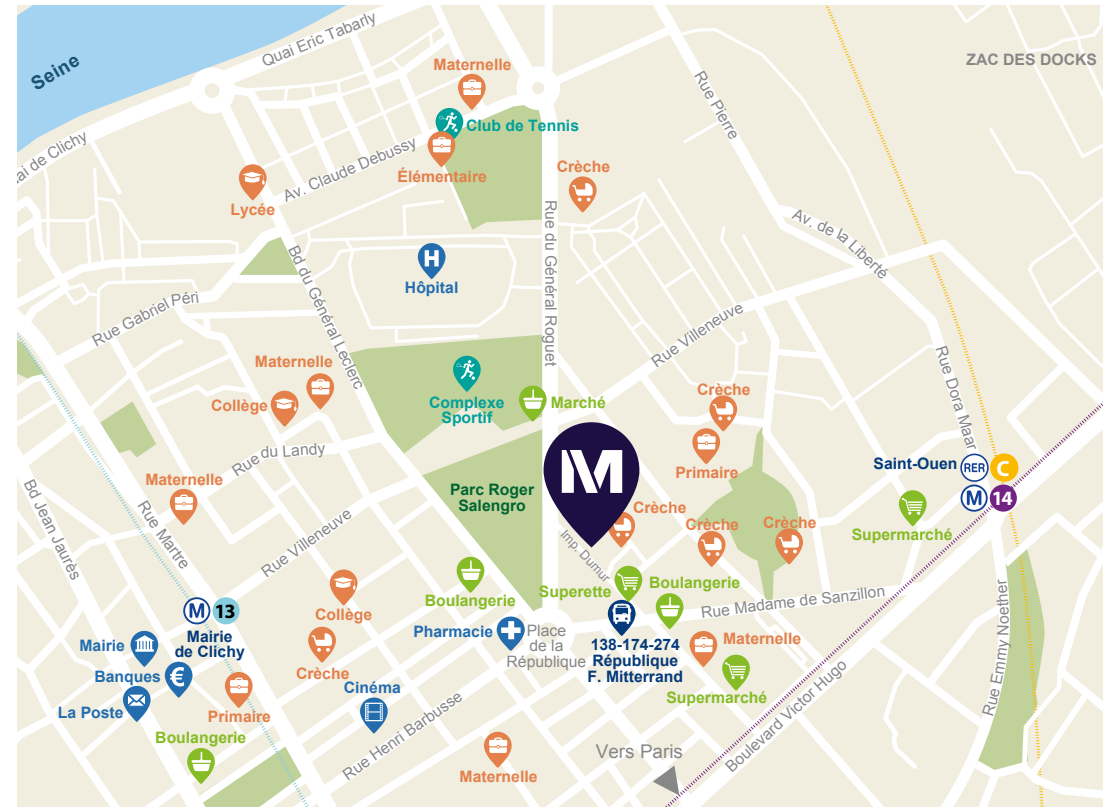 Seine
Quai Eric Tabarly
Maternelle
ZAC DES DOCKS
Rue Pierre
Club de Tennis
ai de Clichy
Av. Claude Debussy
Élémentaire
Crèche
Lycée
Rue du Général Roguet
Av. de la Liberté
Bd du Général Leclerc
H
Hôpital
Rue Gabriel Péri
Rue Villeneuve
Maternelle
Collège
Complexe
Sportif
Marché
Crèche
Rue Dora Maar
Primaire
Rue du Landy
M
Saint-Ouen RER C
M 14
Maternelle
Parc Roger
Salengro
Bd Jean Jaurès
Rue Martre
Rue Villeneuve
Crèche
Crèche
Crèche
Supermarché
Imp. Dumur
Boulangerie
Superette
Boulangerie
Collège
Rue Madame de Sanzillon
M 13
Mairie
de Clichy
Mairie
Pharmacie
Place
de la
République
138-174-274
République
F. Mitterrand
Maternelle
Rue Emmy Noether
Crèche
Banques €
Cinéma
Supermarché
La Poste
Primaire
Boulevard Victor Hugo
Boulangerie
Rue Henri Barbusse
Maternelle
Vers Paris